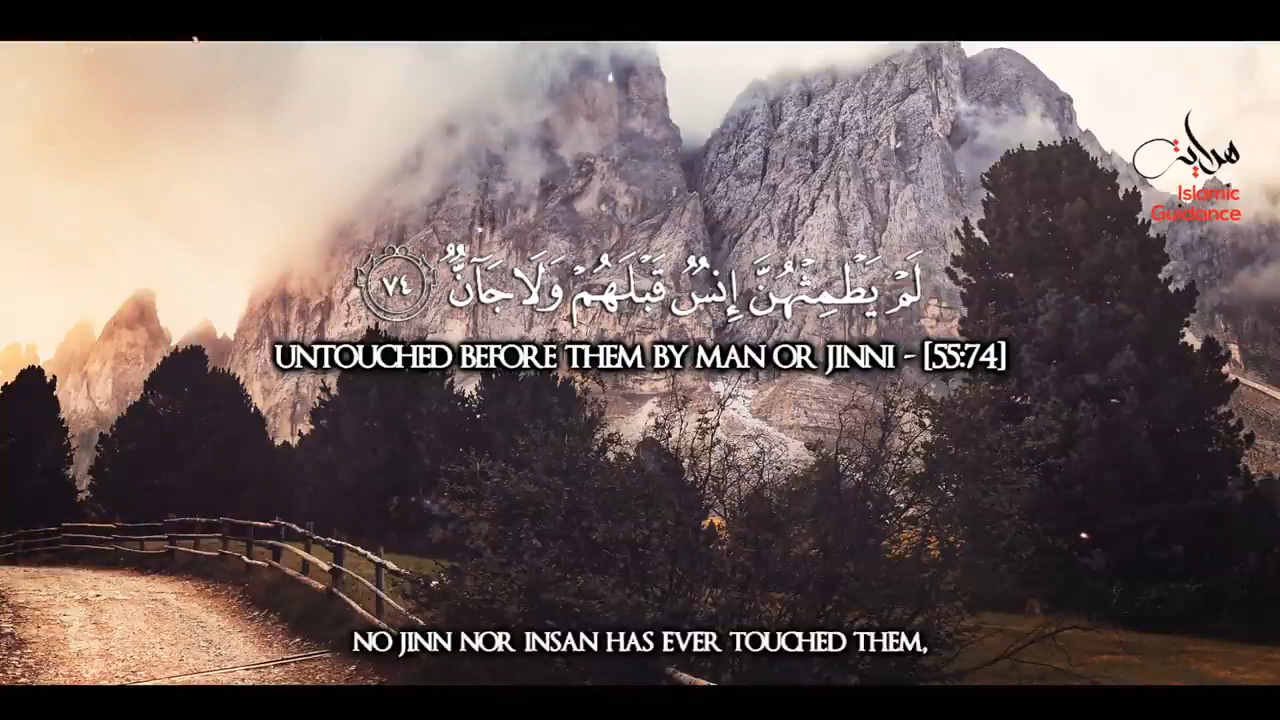 هداية
Islamic
Guidance
لَمْ يَطْمِثْهُنَّ إِنسٌ قَبْلَهُمْ وَلَا جَآنٌّ ٧٤
UNTOUCHED BEFORE THEM BY MAN OR JINNI - [55:74]
NO JINN NOR INSAN HAS EVER TOUCHED THEM,